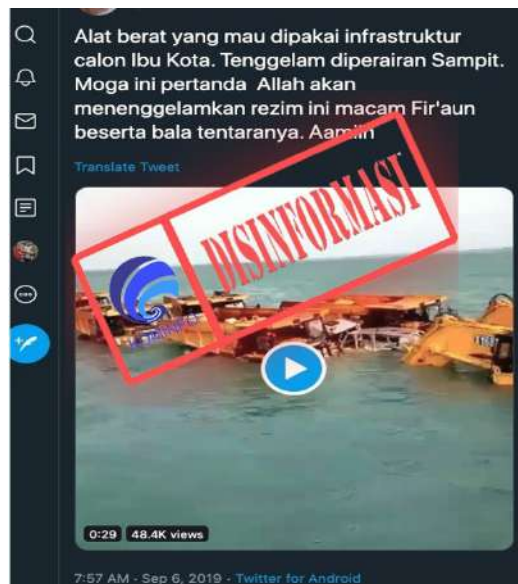 Alat berat yang mau dipakai infrastruktur
calon Ibu Kota. Tenggelam diperairan Sampit.
Moga ini pertanda Allah akan
menenggelamkan rezim ini macam Fir'aun
beserta bala tentaranya. Aamiin
Translate Tweet
DISINFORMASI
0:29 48.4K views
7:57 AM · Sep 6, 2019 · Twitter for Android